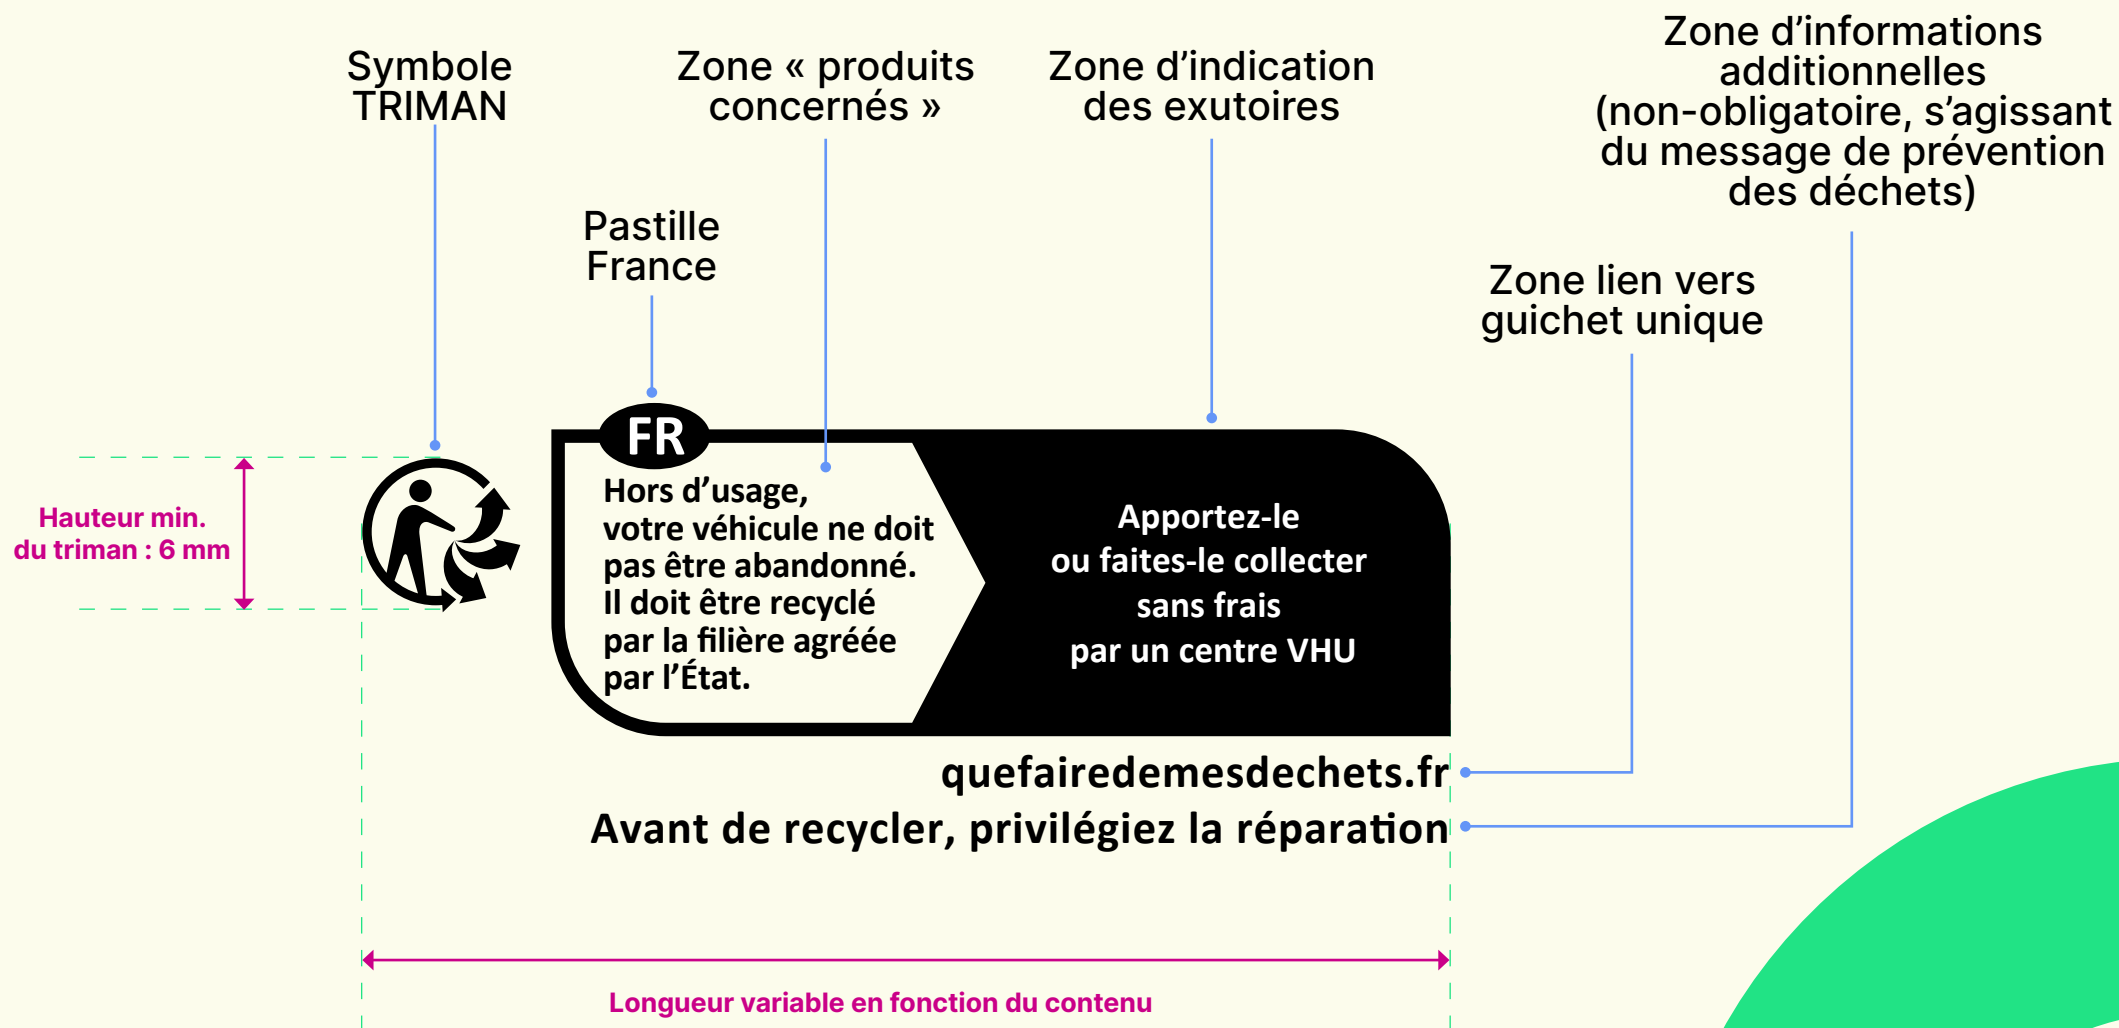 Symbole
TRIMAN
Zone « produits
concernés »
Zone d’indication
des exutoires
Zone d’informations
additionnelles
(non-obligatoire, s’agissant
du message de prévention
des déchets)
Pastille
France
Zone lien vers
guichet unique
Hauteur min.
du triman : 6 mm
FR
Hors d’usage,
votre véhicule ne doit
pas être abandonné.
Il doit être recyclé
par la filière agréée
par l’État.
Apportez-le
ou faites-le collecter
sans frais
par un centre VHU
quefairedemesdechets.fr
Avant de recycler, privilégiez la réparation
Longueur variable en fonction du contenu